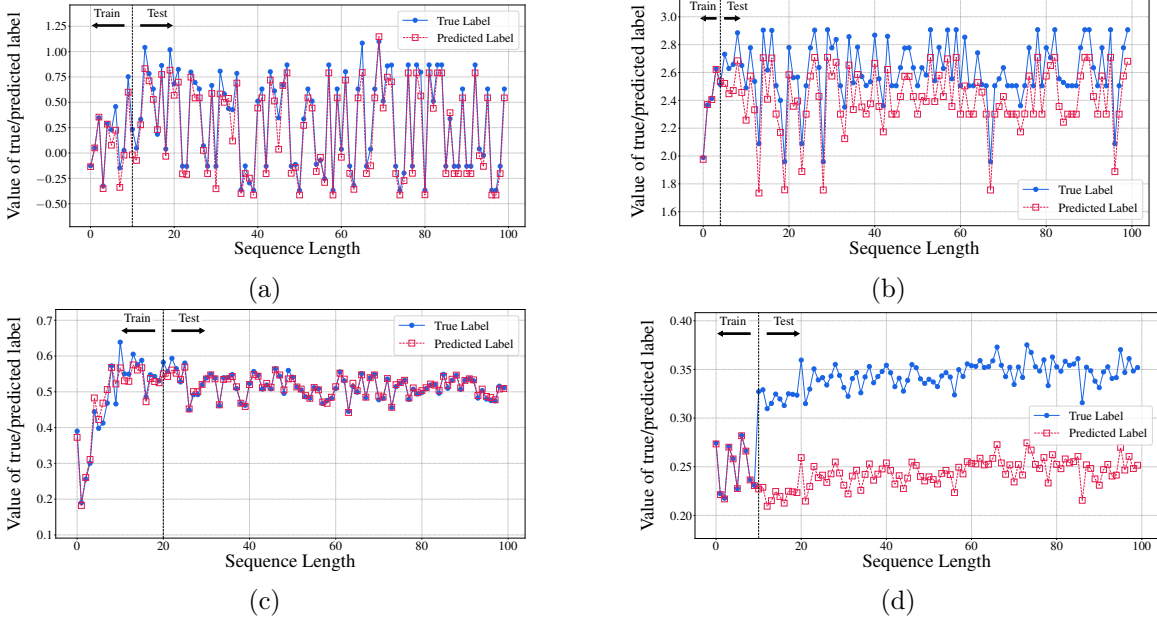 Train Test
True Label
Predicted Label
Value of true/predicted label
1.25
1.00
0.75
0.50
0.25
0.00
−0.25
−0.50
0 20 40 60 80 100
Sequence Length
(a)
Train Test
True Label
Predicted Label
Value of true/predicted label
3.0
2.8
2.6
2.4
2.2
2.0
1.8
1.6
0 20 40 60 80 100
Sequence Length
(b)
Train Test
True Label
Predicted Label
Value of true/predicted label
0.7
0.6
0.5
0.4
0.3
0.2
0.1
0 20 40 60 80 100
Sequence Length
(c)
Train Test
True Label
Predicted Label
Value of true/predicted label
0.40
0.35
0.30
0.25
0.20
0 20 40 60 80 100
Sequence Length
(d)